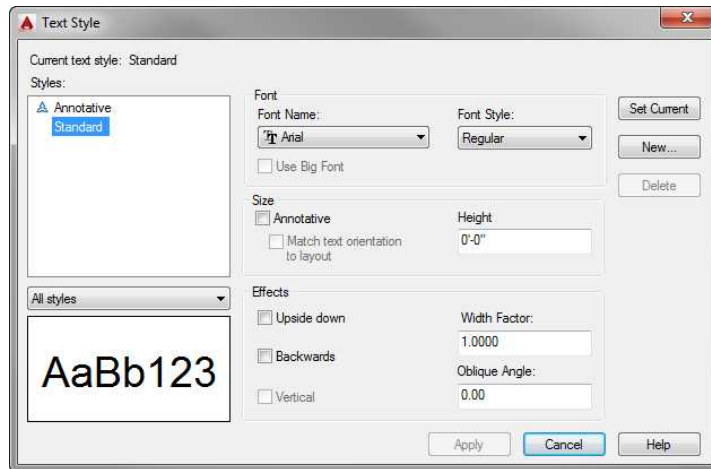 Text Style
Current text style: Standard
Styles:
Annotative
Standard
All styles
AaBb123
Font
Font Name:
Arial
Use Big Font
Font Style:
Regular
Size
Annotative
Match text orientation
to layout
Height
0'-0"
Effects
Upside down
Backwards
Vertical
Width Factor:
1.0000
Oblique Angle:
0.00
Set Current
New...
Delete
Apply
Cancel
Help